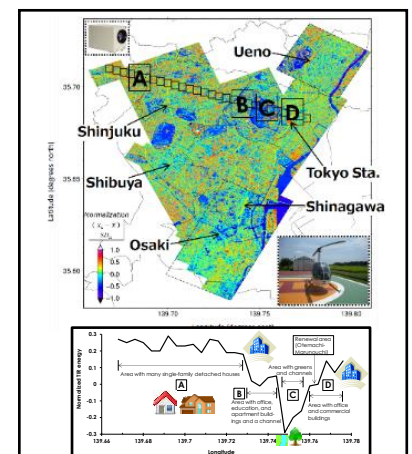 Ueno
A
B C D
Shinjuku
Shibuya
Tokyo Sta.
Shinagawa
Osaki
Latitude (degrees north)
35.70
35.65
35.60
Normalization
1.0
0.5
0.0
-0.5
-1.0
139.70 139.75 139.80
Normalized TIR energy
0.3
0.2
0.1
0
-0.1
-0.2
-0.3
Area with many single-family detached houses
A
B
Area with office,
education, and
apartment build-
ings and a channel
Area with greens
and channels
C
Renewal area
(Otemachi-
Marunouchi)
D
Area with office
and commercial
buildings
139.66 139.68 139.7 139.72 139.74 139.76 139.78
Longitude